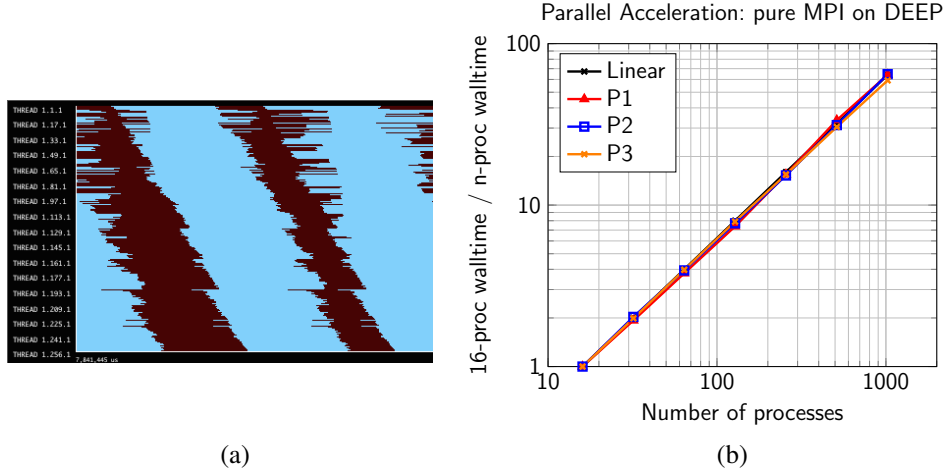 THREAD 1.1.1
THREAD 1.17.1
THREAD 1.33.1
THREAD 1.49.1
THREAD 1.65.1
THREAD 1.81.1
THREAD 1.97.1
THREAD 1.113.1
THREAD 1.129.1
THREAD 1.145.1
THREAD 1.161.1
THREAD 1.177.1
THREAD 1.193.1
THREAD 1.209.1
THREAD 1.225.1
THREAD 1.241.1
THREAD 1.256.1
7,841,445 us
(a)
Parallel Acceleration: pure MPI on DEEP
16-proc walltime / n-proc walltime
100
10
1
Linear
P1
P2
P3
10 100 1000
Number of processes
(b)